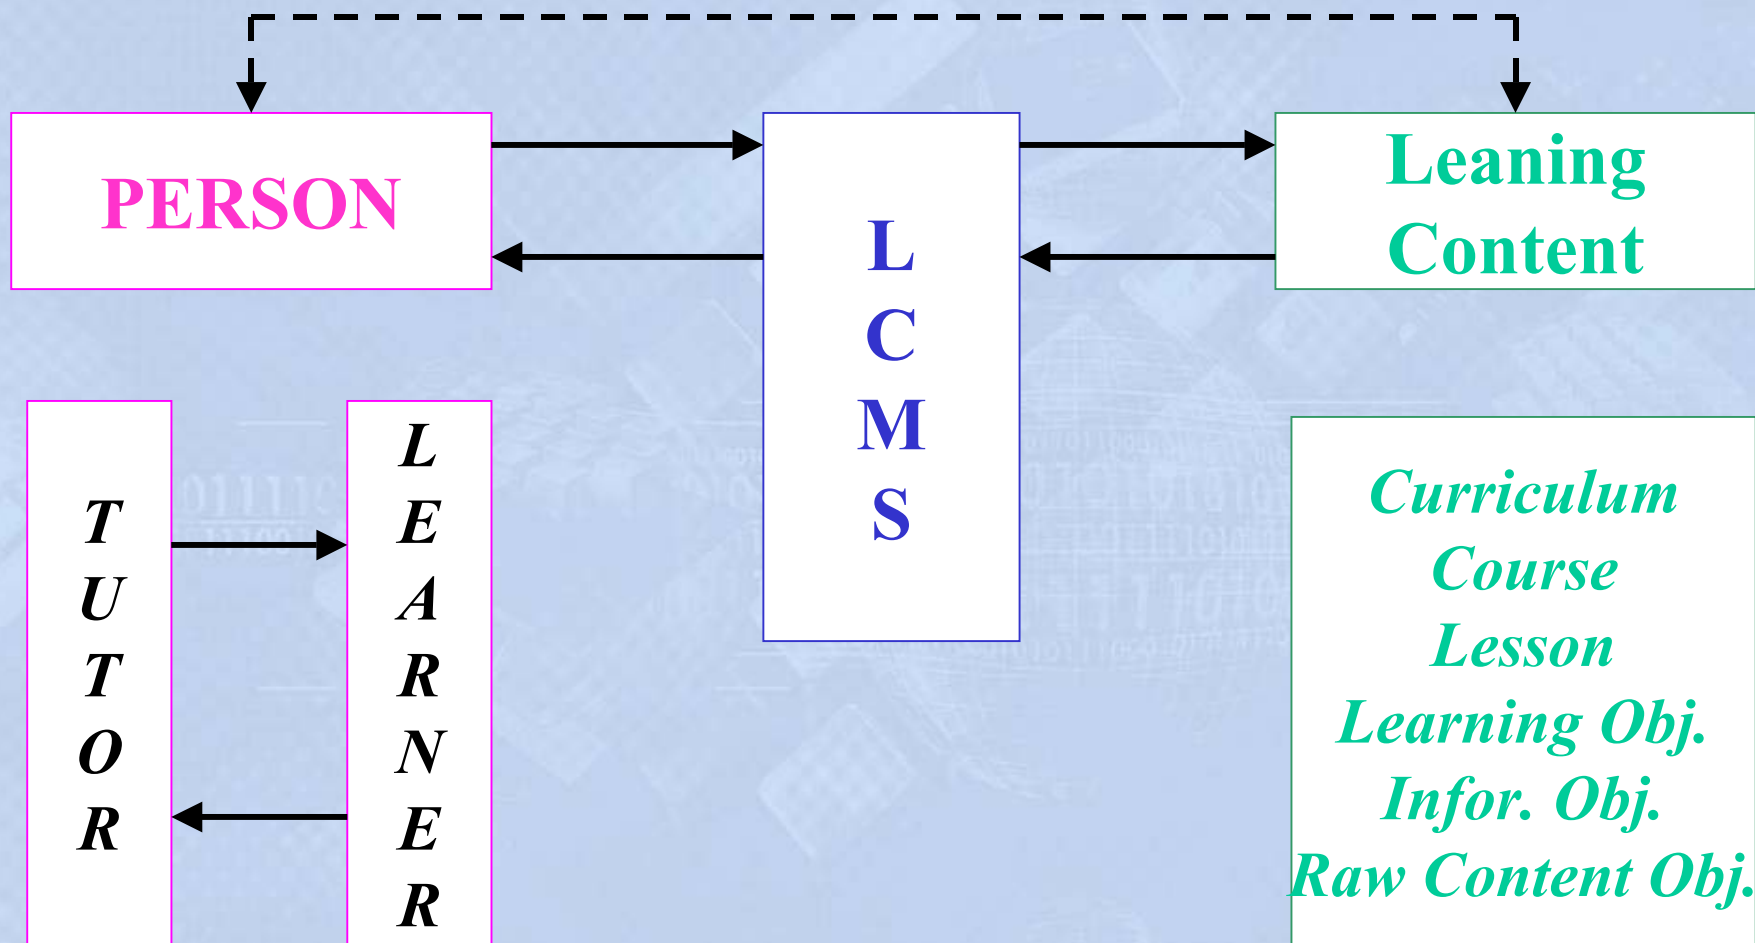 PERSON
L
C
M
S
Leaning
Content
T
U
T
O
R
L
E
A
R
N
E
R
Curriculum
Course
Lesson
Learning Obj.
Infor. Obj.
Raw Content Obj.